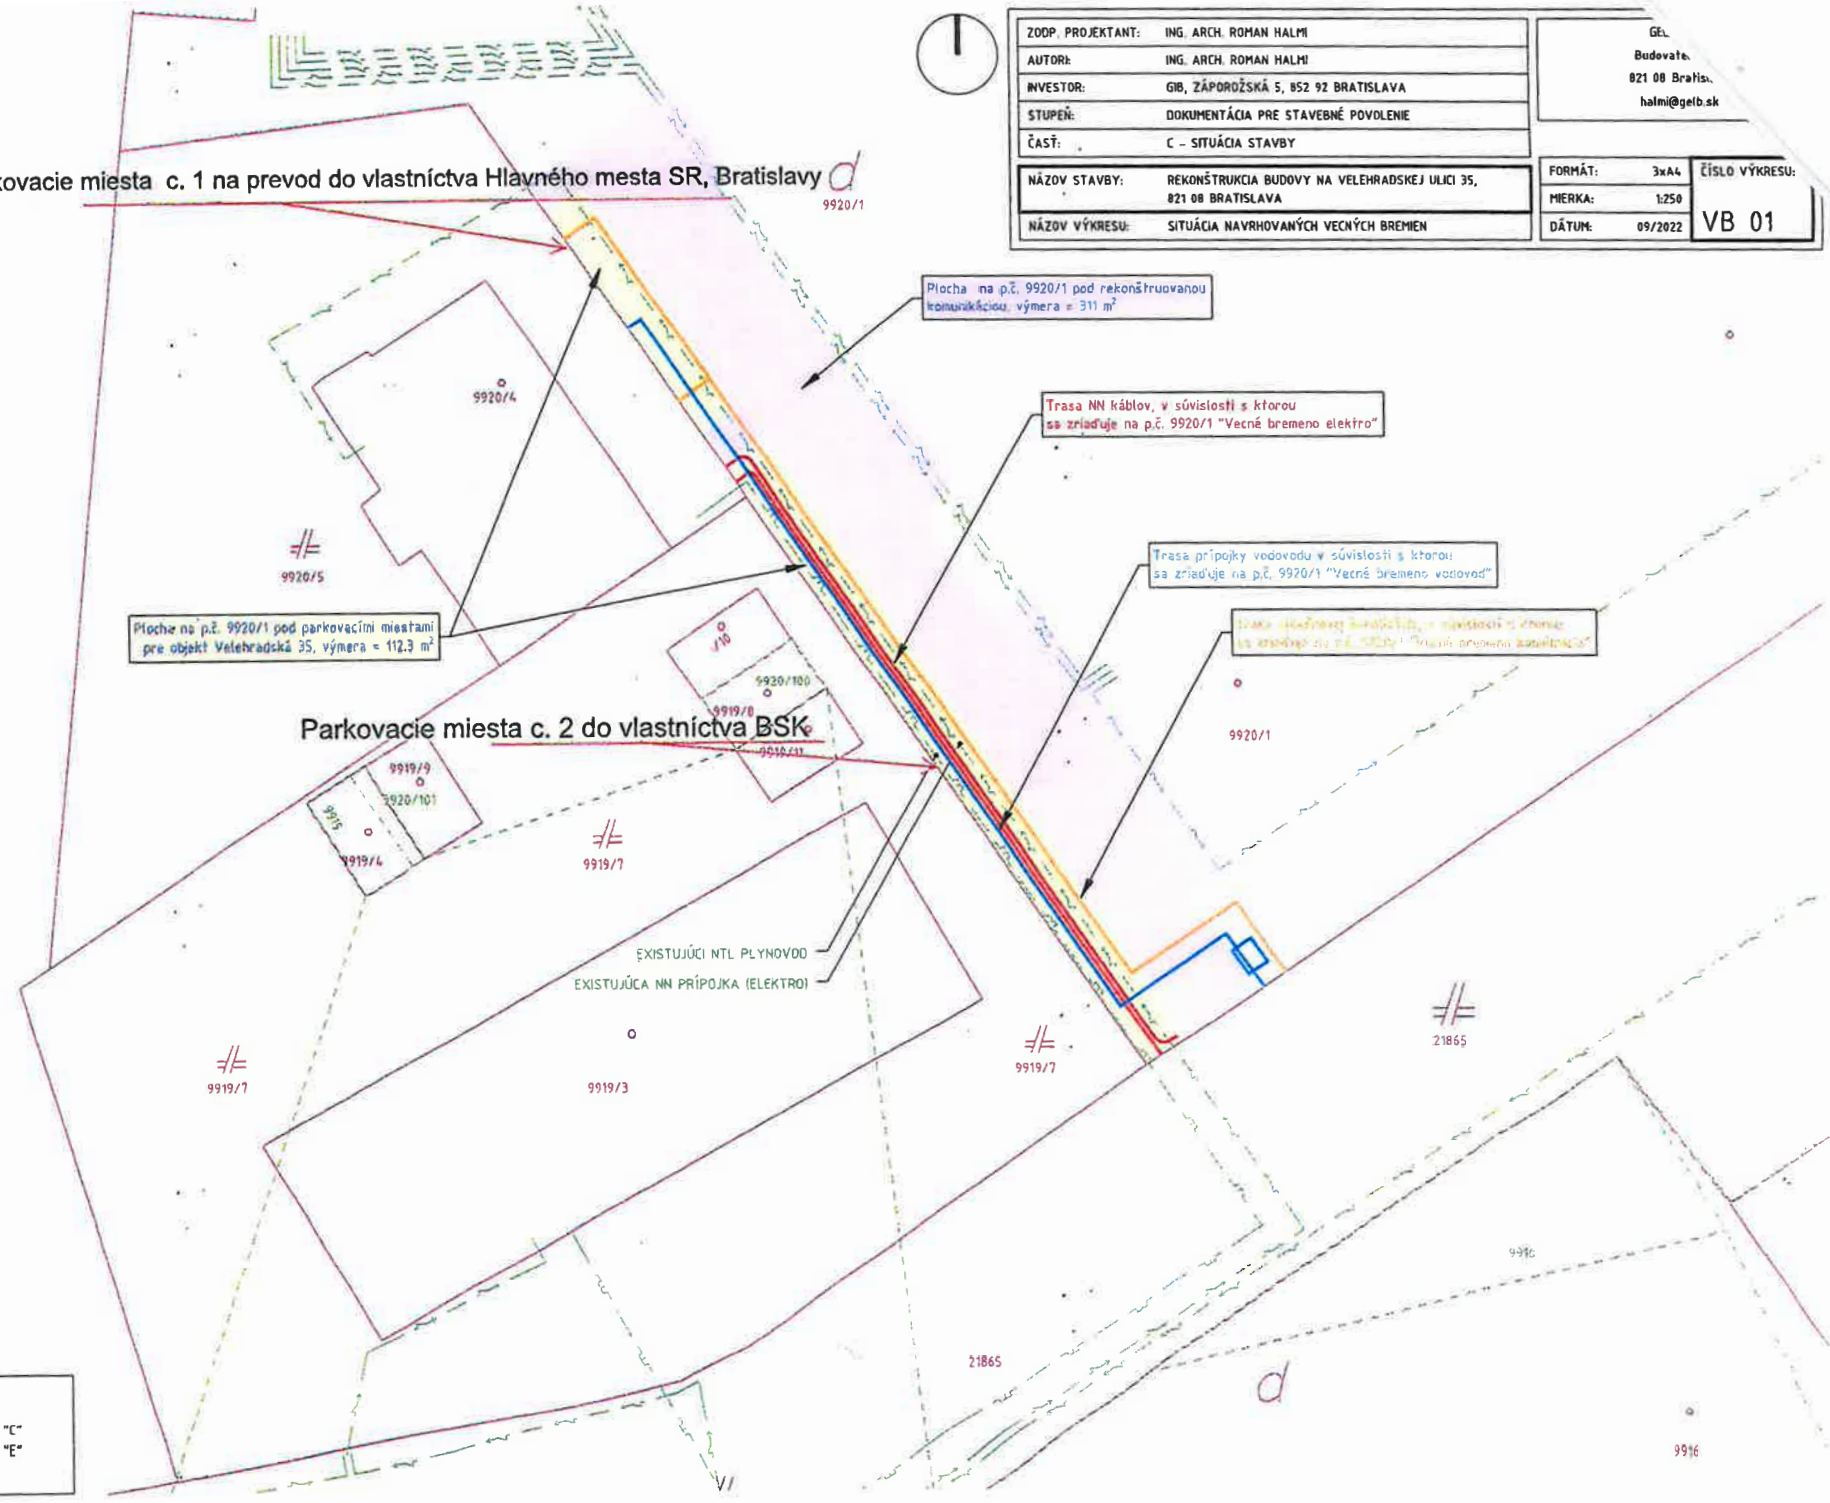 ZODP. PROJEKTANT: ING. ARCH. ROMAN HALMI
AUTORI: ING. ARCH. ROMAN HALMI
INVESTOR: GIB, ZÁPOROŽSKÁ 5, 852 92 BRATISLAVA
STUPEŇ: DOKUMENTÁCIA PRE STAVEBNÉ POVOLENIE
ČASŤ: C - SITUÁCIA STAVBY
NÁZOV STAVBY: REKONŠTRUKCIA BUDOVY NA VELEHRADSKEJ ULICI 35,
821 08 BRATISLAVA
NÁZOV VÝKRESU: SITUÁCIA NAVRHOVANÝCH VECNÝCH BREMIEN
821 08
halmi@gelb.sk
FORMÁT: 3xA4
MIERKA: 1:250
DÁTUM: 09/2022
ČÍSLO VÝKRESU:
VB 01
miesta c. 1 na prevod do vlastníctva Hlavného mesta SR, Bratislavy
d
9920/1
Plocha na p.č. 9920/1 pod rekonštruovanou
komunikáciou, výmera = 311 m²
9920/4
Trasa NN káblov, v súvislosti s ktorou
sa zriaďuje na p.č. 9920/1 "Vecné bremeno elektro"
9920/5
Trasa prípojky vodovodu v súvislosti s ktorou
sa zriaďuje na p.č. 9920/1 "Vecné bremeno vodovod"
Plocha na p.č. 9920/1 pod parkovacími miestami
pre objekt Velehradská 35, výmera = 112.3 m²
9920/100
9919/8
Parkovacie miesta c. 2 do vlastníctva BSK
9919/11
9920/1
9919/9
9920/101
9915
9919/4
9919/7
EXISTUJÚCI NTL PLYNOVOD
EXISTUJÚCA NN PRÍPOJKA (ELEKTRO)
21865
9919/7
9919/3
9919/7
21865
d
9916
"C"
"E"